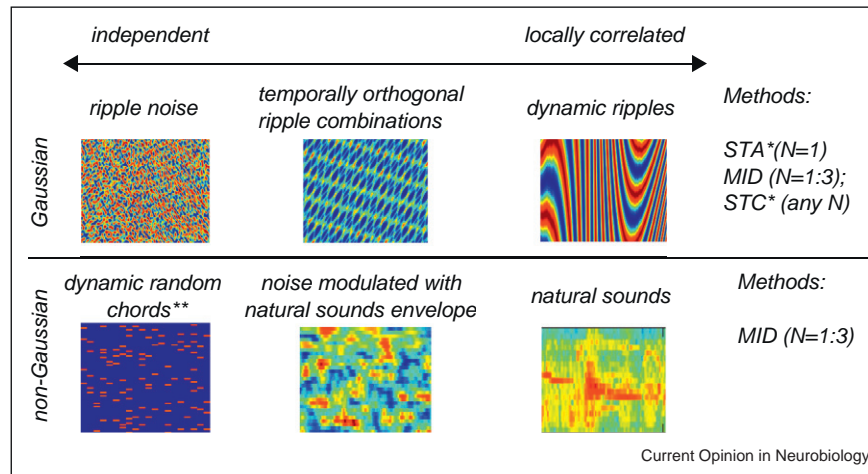 independent
locally correlated
ripple noise
temporally orthogonal
ripple combinations
dynamic ripples
Methods:
STA*(N=1)
MID (N=1:3);
STC* (any N)
Gaussian
dynamic random
chords**
noise modulated with
natural sounds envelope
natural sounds
Methods:
MID (N=1:3)
non-Gaussian
Current Opinion in Neurobiology